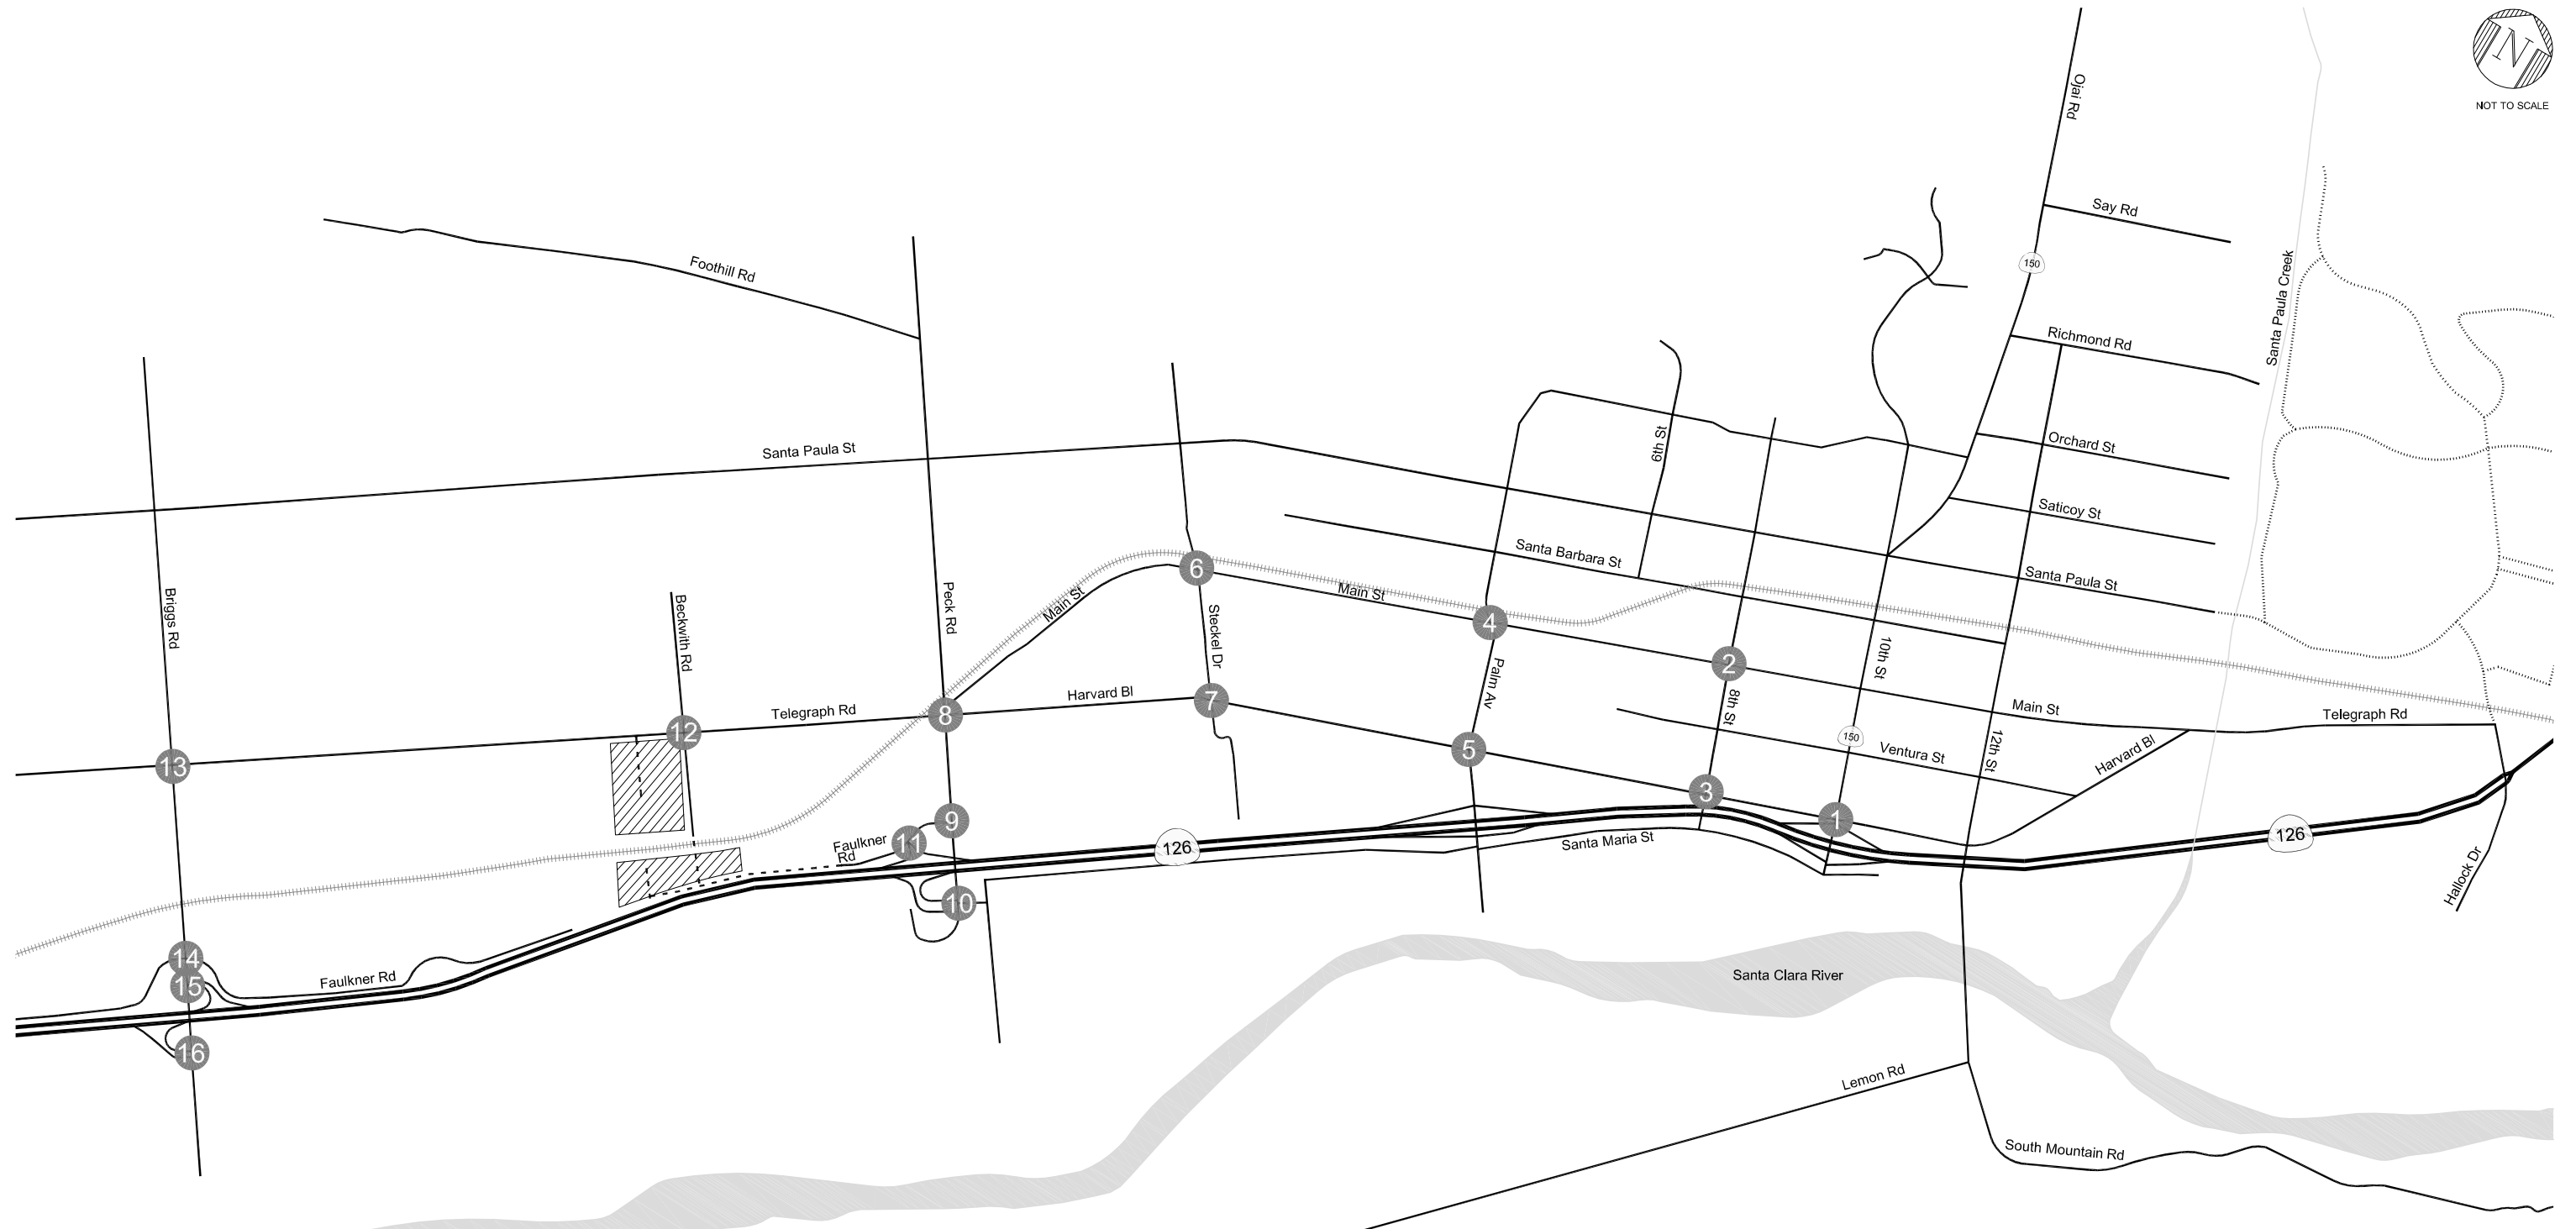 N
NOT TO SCALE
Ojai Rd
Say Rd
150
Santa Paula Creek
Foothill Rd
Richmond Rd
Santa Paula St
6th St
Orchard St
Saticoy St
Santa Barbara St
Santa Paula St
6
Main St
Main St
4
Briggs Rd
Beckwith Rd
Peck Rd
Steckel Dr
Palm Av
2
10th St
8th St
7
8
Harvard Bl
Telegraph Rd
12
Main St
Telegraph Rd
150
Ventura St
12th St
Harvard Bl
5
13
3
1
9
11
Faulkner
Rd
126
Santa Maria St
126
Hallock Dr
10
14
15
Faulkner Rd
16
Santa Clara River
Lemon Rd
South Mountain Rd